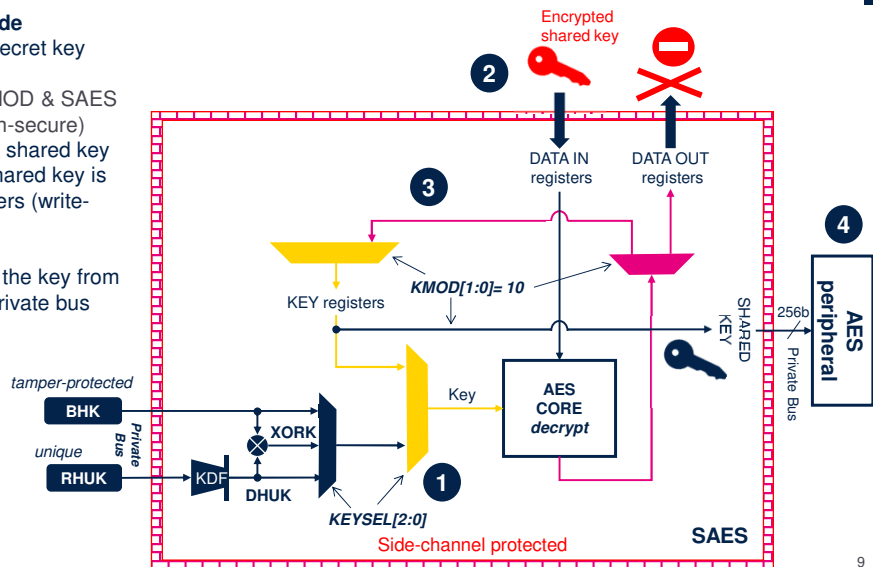 de
ecret key
MOD & SAES
n-secure)
shared key
hared key is
ers (write-
the key from
rivate bus
Encrypted
shared key
2
DATA IN
registers
DATA OUT
registers
3
4
KMOD[1:0]= 10
KEY registers
SHARED
KEY
256b
Private Bus
AES
peripheral
tamper-protected
BHK
Private
Bus
unique
RHUK
KDF
XORK
DHUK
Key
AES
CORE
decrypt
1
KEYSEL[2:0]
Side-channel protected
SAES
9